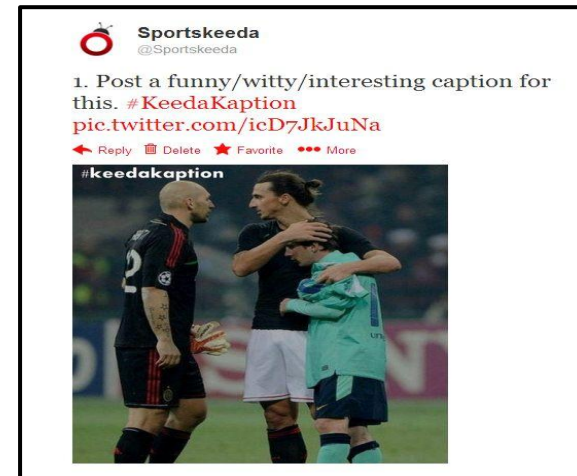 Sportskeeda
@Sportskeeda
1. Post a funny/witty/interesting caption for
this. #KeedaKaption
pic.twitter.com/icD7JkJuNa
Reply Delete Favorite More
#keedakaption
2